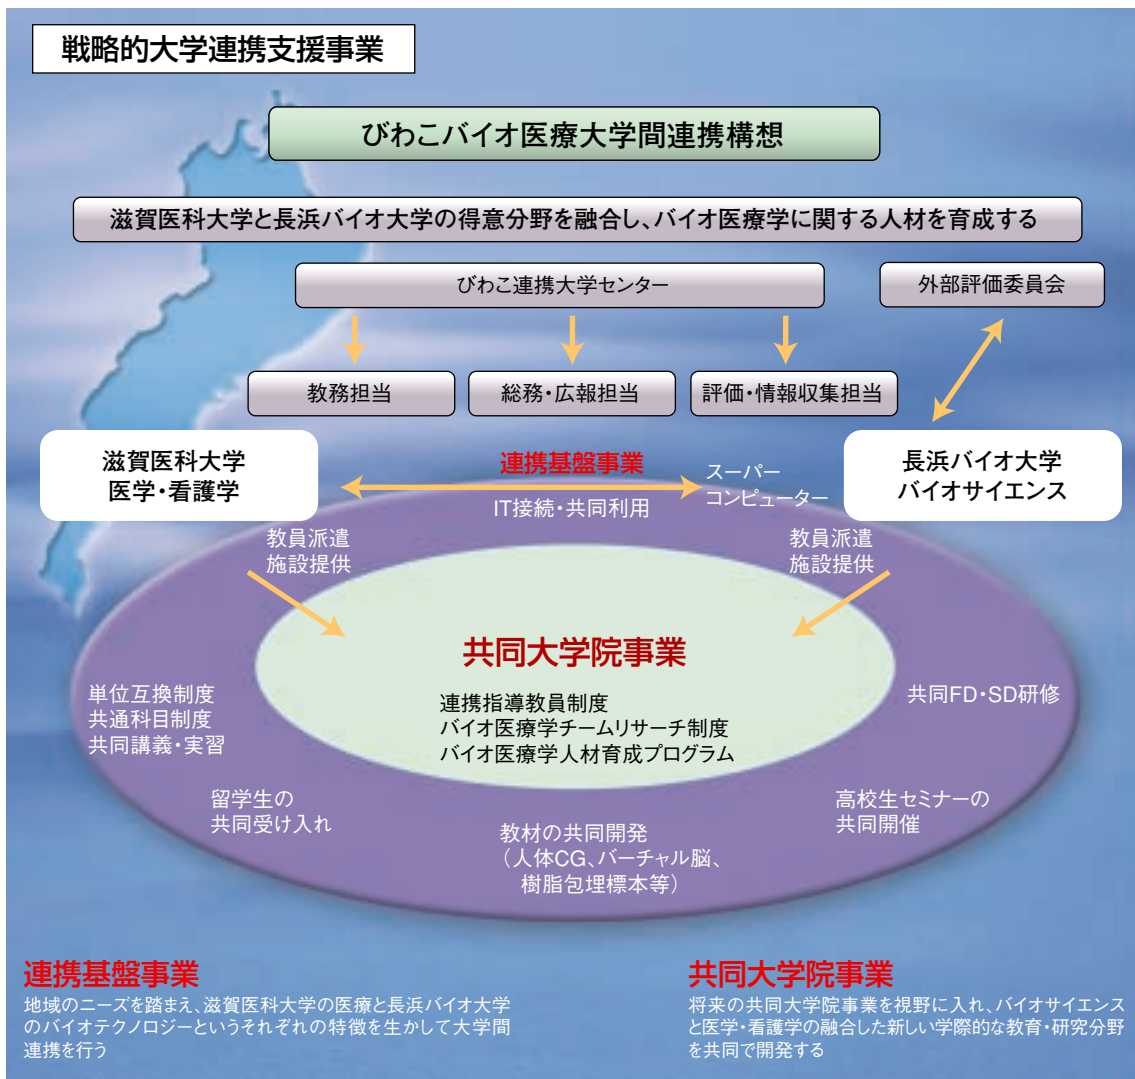 戦略的大学連携支援事業
びわこバイオ医療大学間連携構想
滋賀医科大学と長浜バイオ大学の得意分野を融合し、バイオ医療学に関する人材を育成する
びわこ連携大学センター
外部評価委員会
教務担当
総務・広報担当
評価・情報収集担当
滋賀医科大学
医学・看護学
連携基盤事業
IT接続・共同利用
スーパー
コンピューター
長浜バイオ大学
バイオサイエンス
教員派遣
施設提供
教員派遣
施設提供
共同大学院事業
連携指導教員制度
バイオ医療学チームリサーチ制度
バイオ医療学人材育成プログラム
単位互換制度
共通科目制度
共同講義・実習
共同FD・SD研修
留学生の
共同受け入れ
教材の共同開発
（人体CG、バーチャル脳、
樹脂包埋標本等）
高校生セミナーの
共同開催
連携基盤事業
地域のニーズを踏まえ、滋賀医科大学の医療と長浜バイオ大学
のバイオテクノロジーというそれぞれの特徴を生かして大学間
連携を行う
共同大学院事業
将来の共同大学院事業を視野に入れ、バイオサイエンス
と医学・看護学の融合した新しい学際的な教育・研究分野
を共同で開発する